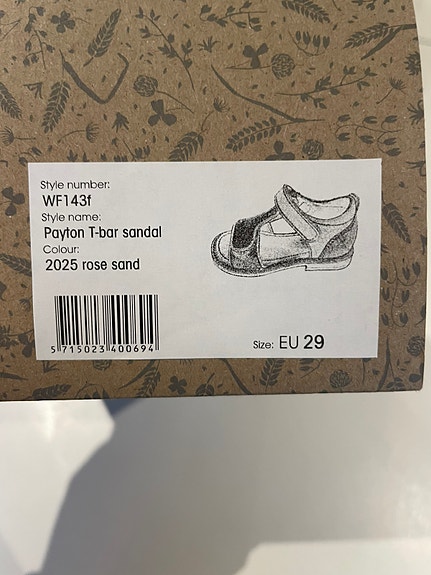 Style number:
WF143f
Style name:
Payton T-bar sandal
Colour:
2025 rose sand
5 715023 400694
Size: EU 29